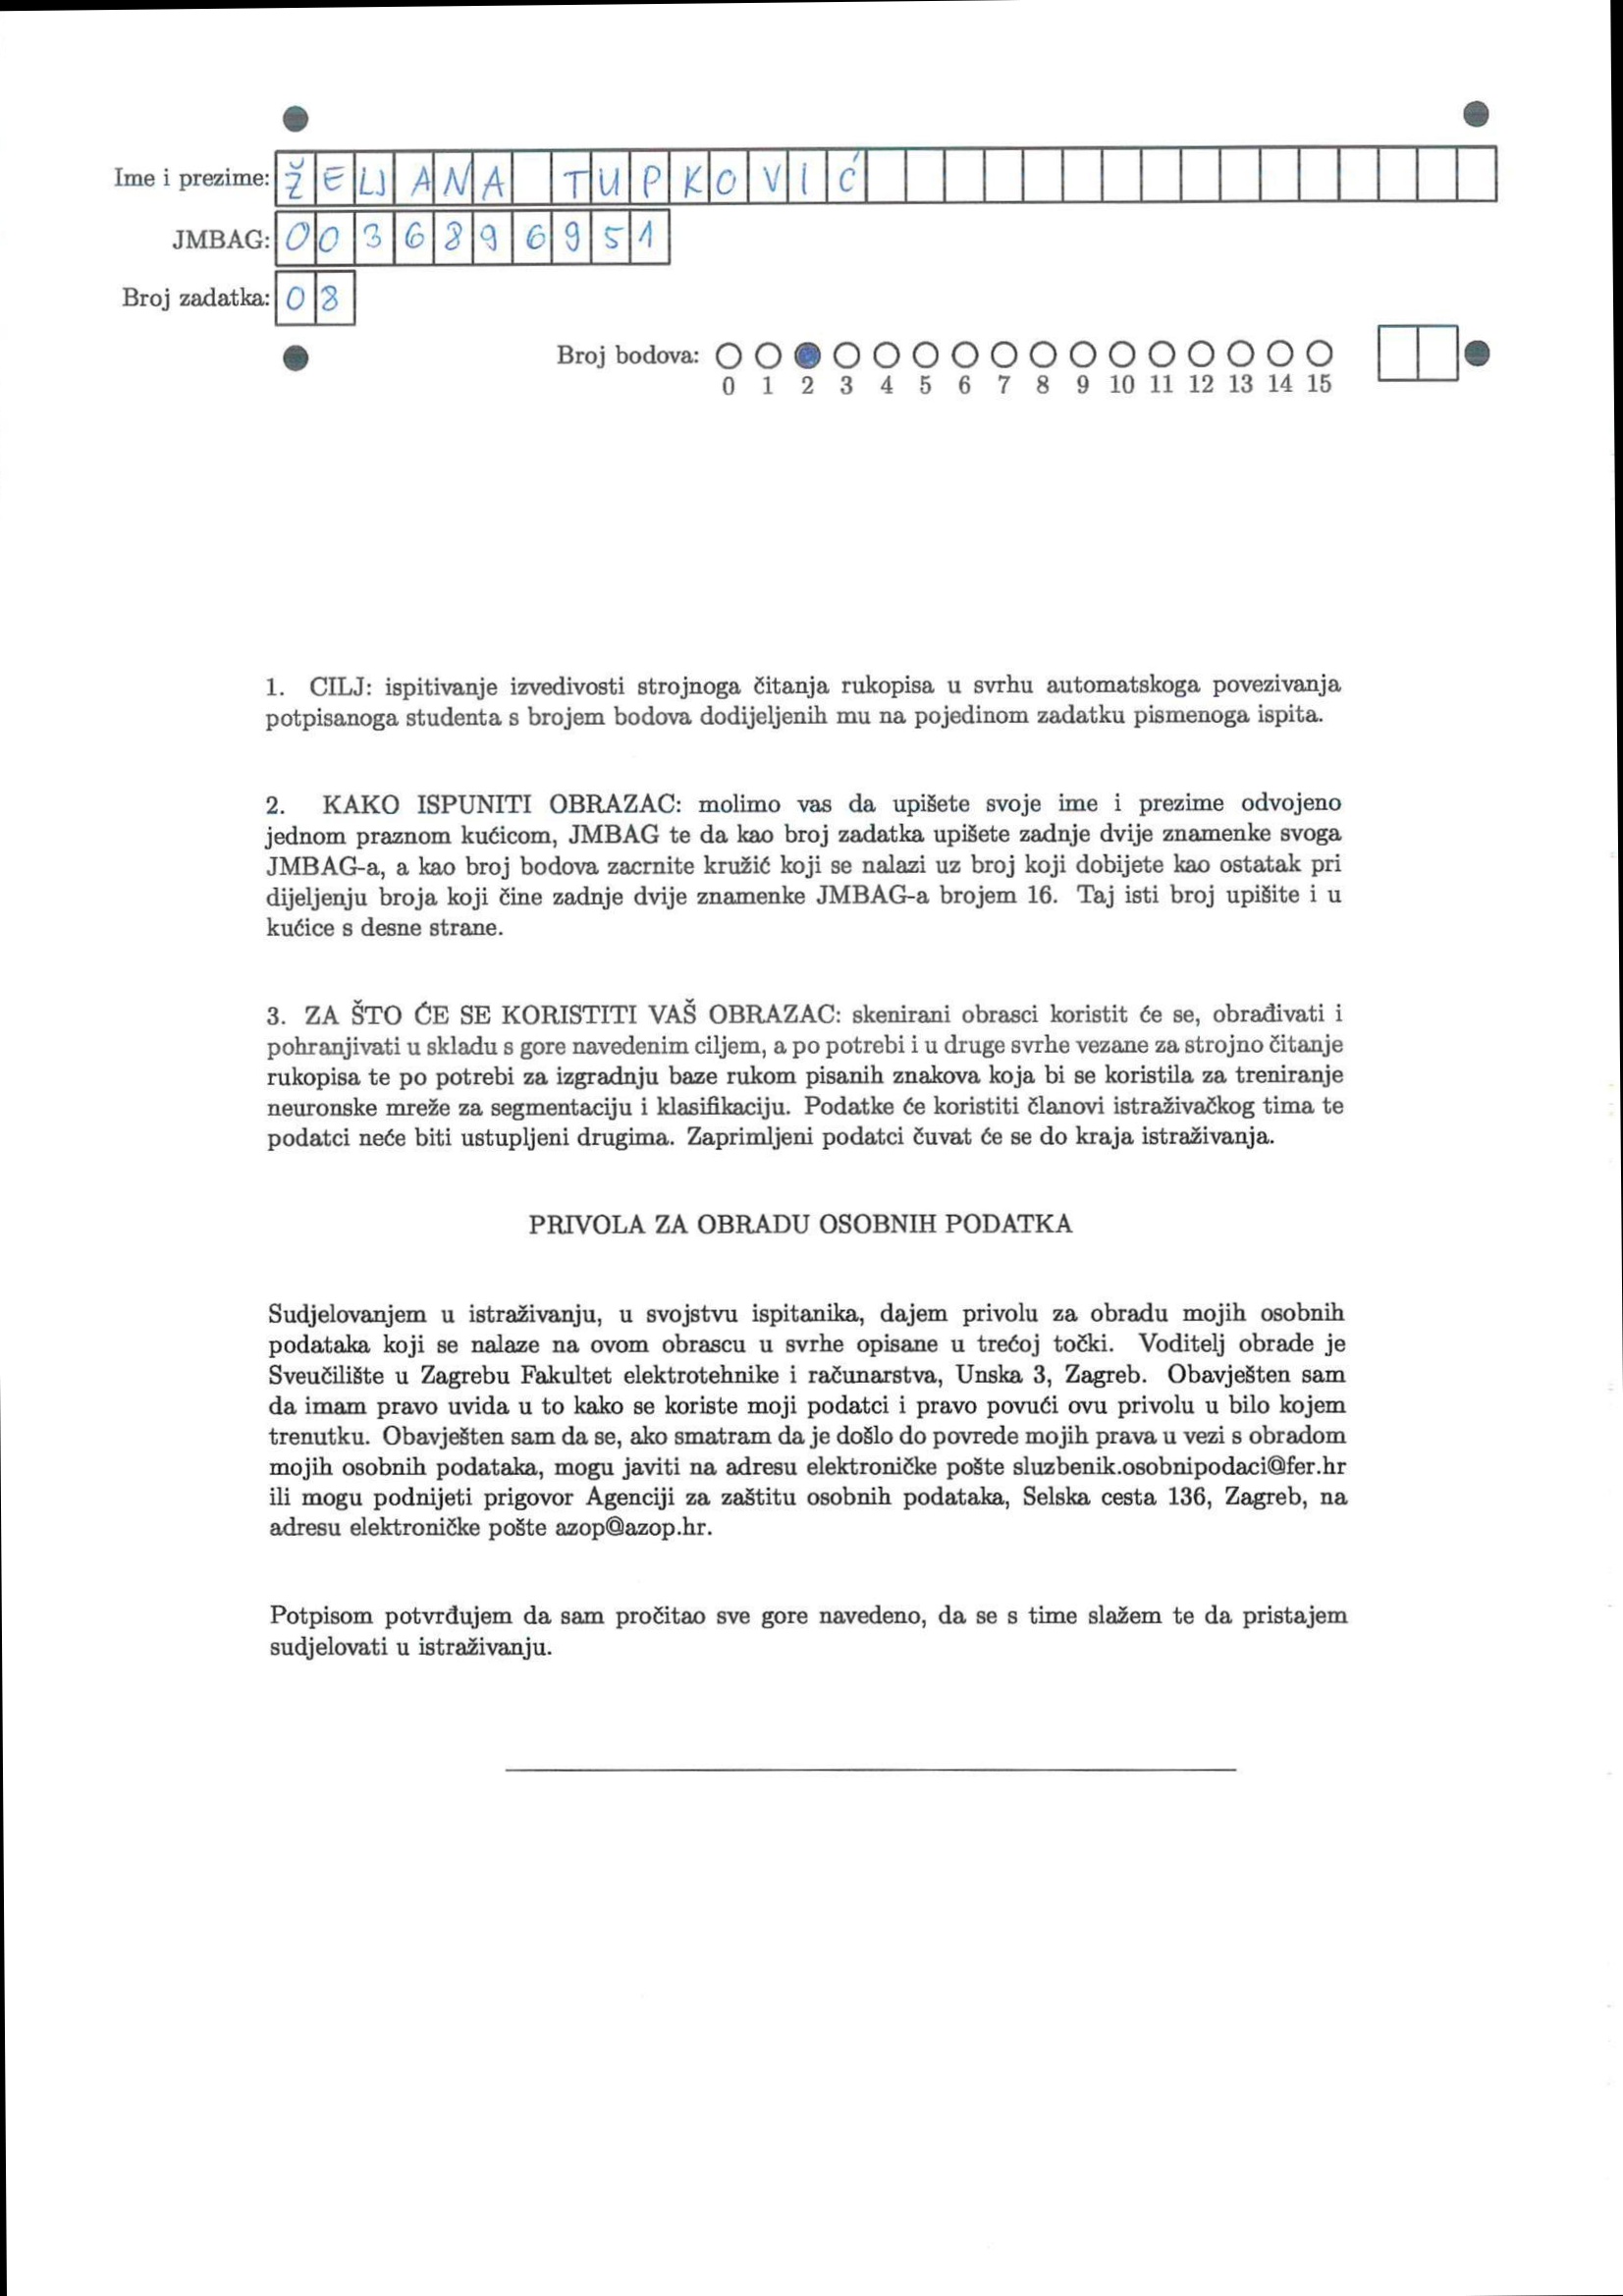 Ime i prezime: ŽELJANA TUPKOVIĆ
JMBAG: 0036896951
Broj zadatka: 08
Broj bodova:
0 1 2 3 4 5 6 7 8 9 10 11 12 13 14 15
1. CILJ: ispitivanje izvedivosti strojnoga čitanja rukopisa u svrhu automatskoga povezivanja
potpisanoga studenta s brojem bodova dodijeljenih mu na pojedinom zadatku pismenoga ispita.
2. KAKO ISPUNITI OBRAZAC: molimo vas da upišete svoje ime i prezime odvojeno
jednom praznom kućicom, JMBAG te da kao broj zadatka upišete zadnje dvije znamenke svoga
JMBAG-a, a kao broj bodova zacrnite kružić koji se nalazi uz broj koji dobijete kao ostatak pri
dijeljenju broja koji čine zadnje dvije znamenke JMBAG-a brojem 16. Taj isti broj upišite i u
kućice s desne strane.
3. ZA ŠTO ĆE SE KORISTITI VAŠ OBRAZAC: skenirani obrasci koristit će se, obrađivati i
pohranjivati u skladu s gore navedenim ciljem, a po potrebi i u druge svrhe vezane za strojno čitanje
rukopisa te po potrebi za izgradnju baze rukom pisanih znakova koja bi se koristila za treniranje
neuronske mreže za segmentaciju i klasifikaciju. Podatke će koristiti članovi istraživačkog tima te
podatci neće biti ustupljeni drugima. Zaprimljeni podatci čuvat će se do kraja istraživanja.
PRIVOLA ZA OBRADU OSOBNIH PODATKA
Sudjelovanjem u istraživanju, u svojstvu ispitanika, dajem privolu za obradu mojih osobnih
podataka koji se nalaze na ovom obrascu u svrhe opisane u trećoj točki. Voditelj obrade je
Sveučilište u Zagrebu Fakultet elektrotehnike i računarstva, Unska 3, Zagreb. Obavješten sam
da imam pravo uvida u to kako se koriste moji podatci i pravo povući ovu privolu u bilo kojem
trenutku. Obavješten sam da se, ako smatram da je došlo do povrede mojih prava u vezi s obradom
mojih osobnih podataka, mogu javiti na adresu elektroničke pošte sluzbenik.osobnipodaci@fer.hr
ili mogu podnijeti prigovor Agenciji za zaštitu osobnih podataka, Selska cesta 136, Zagreb, na
adresu elektroničke pošte azop@azop.hr.
Potpisom potvrđujem da sam pročitao sve gore navedeno, da se s time slažem te da pristajem
sudjelovati u istraživanju.